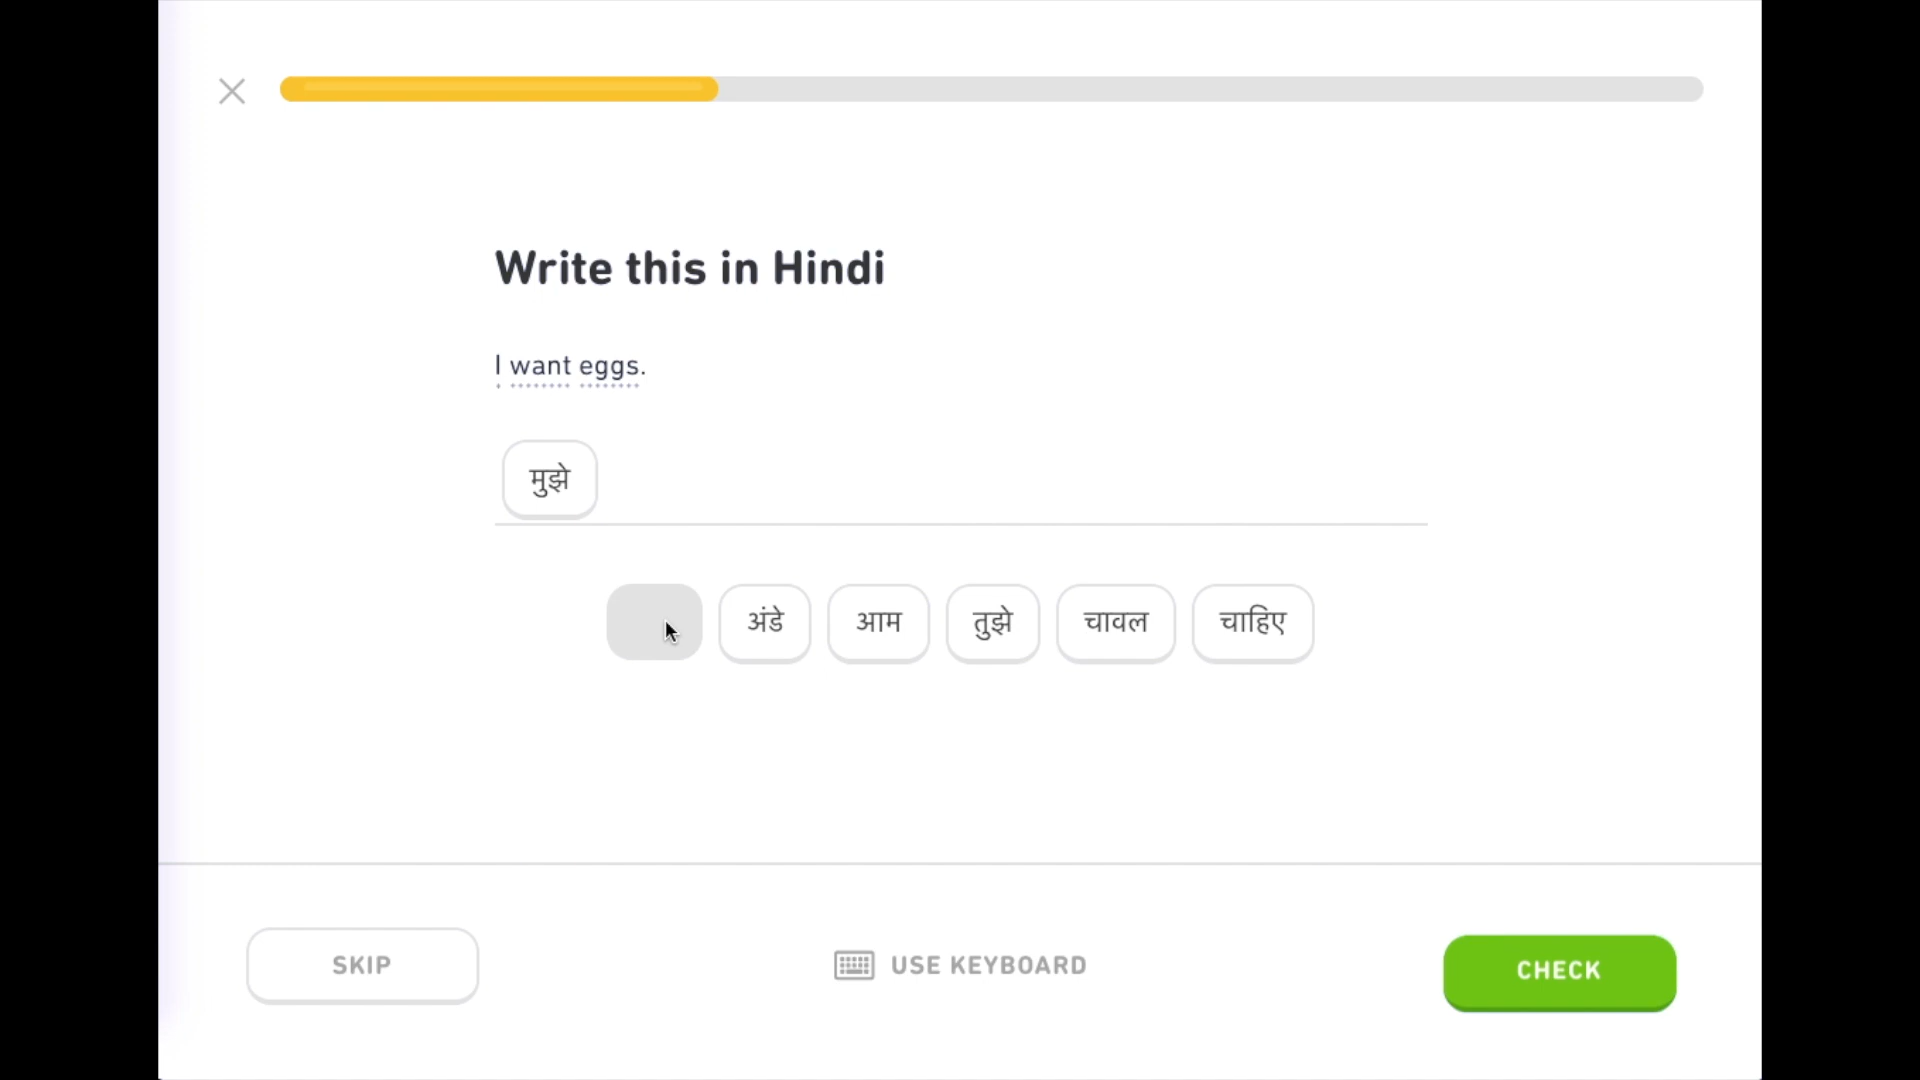 Write this in Hindi
I want eggs.
मुझे
अंडे आम तुझे चावल चाहिए
SKIP USE KEYBOARD CHECK